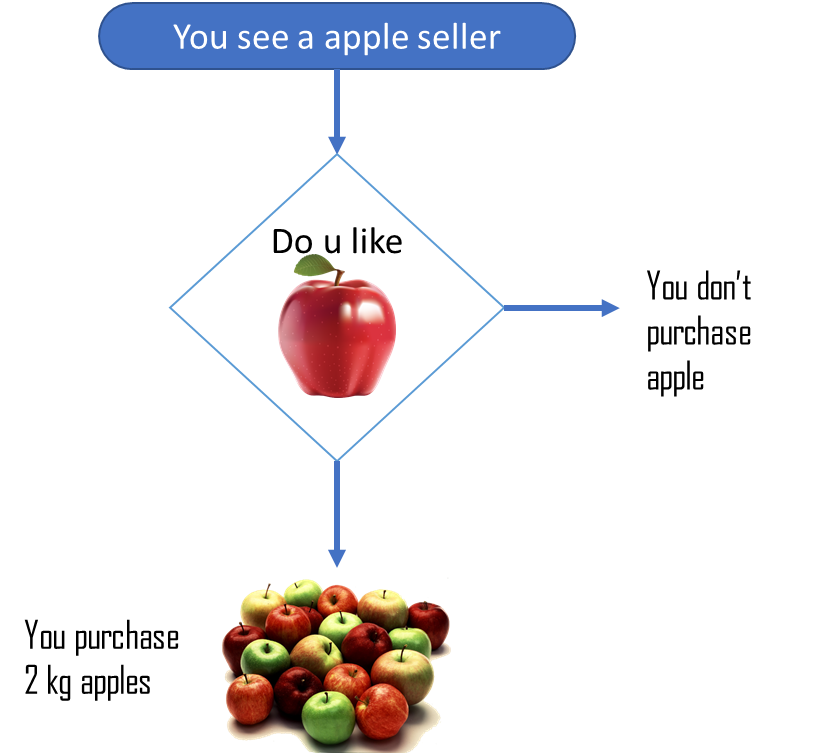 You see a apple seller
Do u like
You don't
purchase
apple
You purchase
2 kg apples